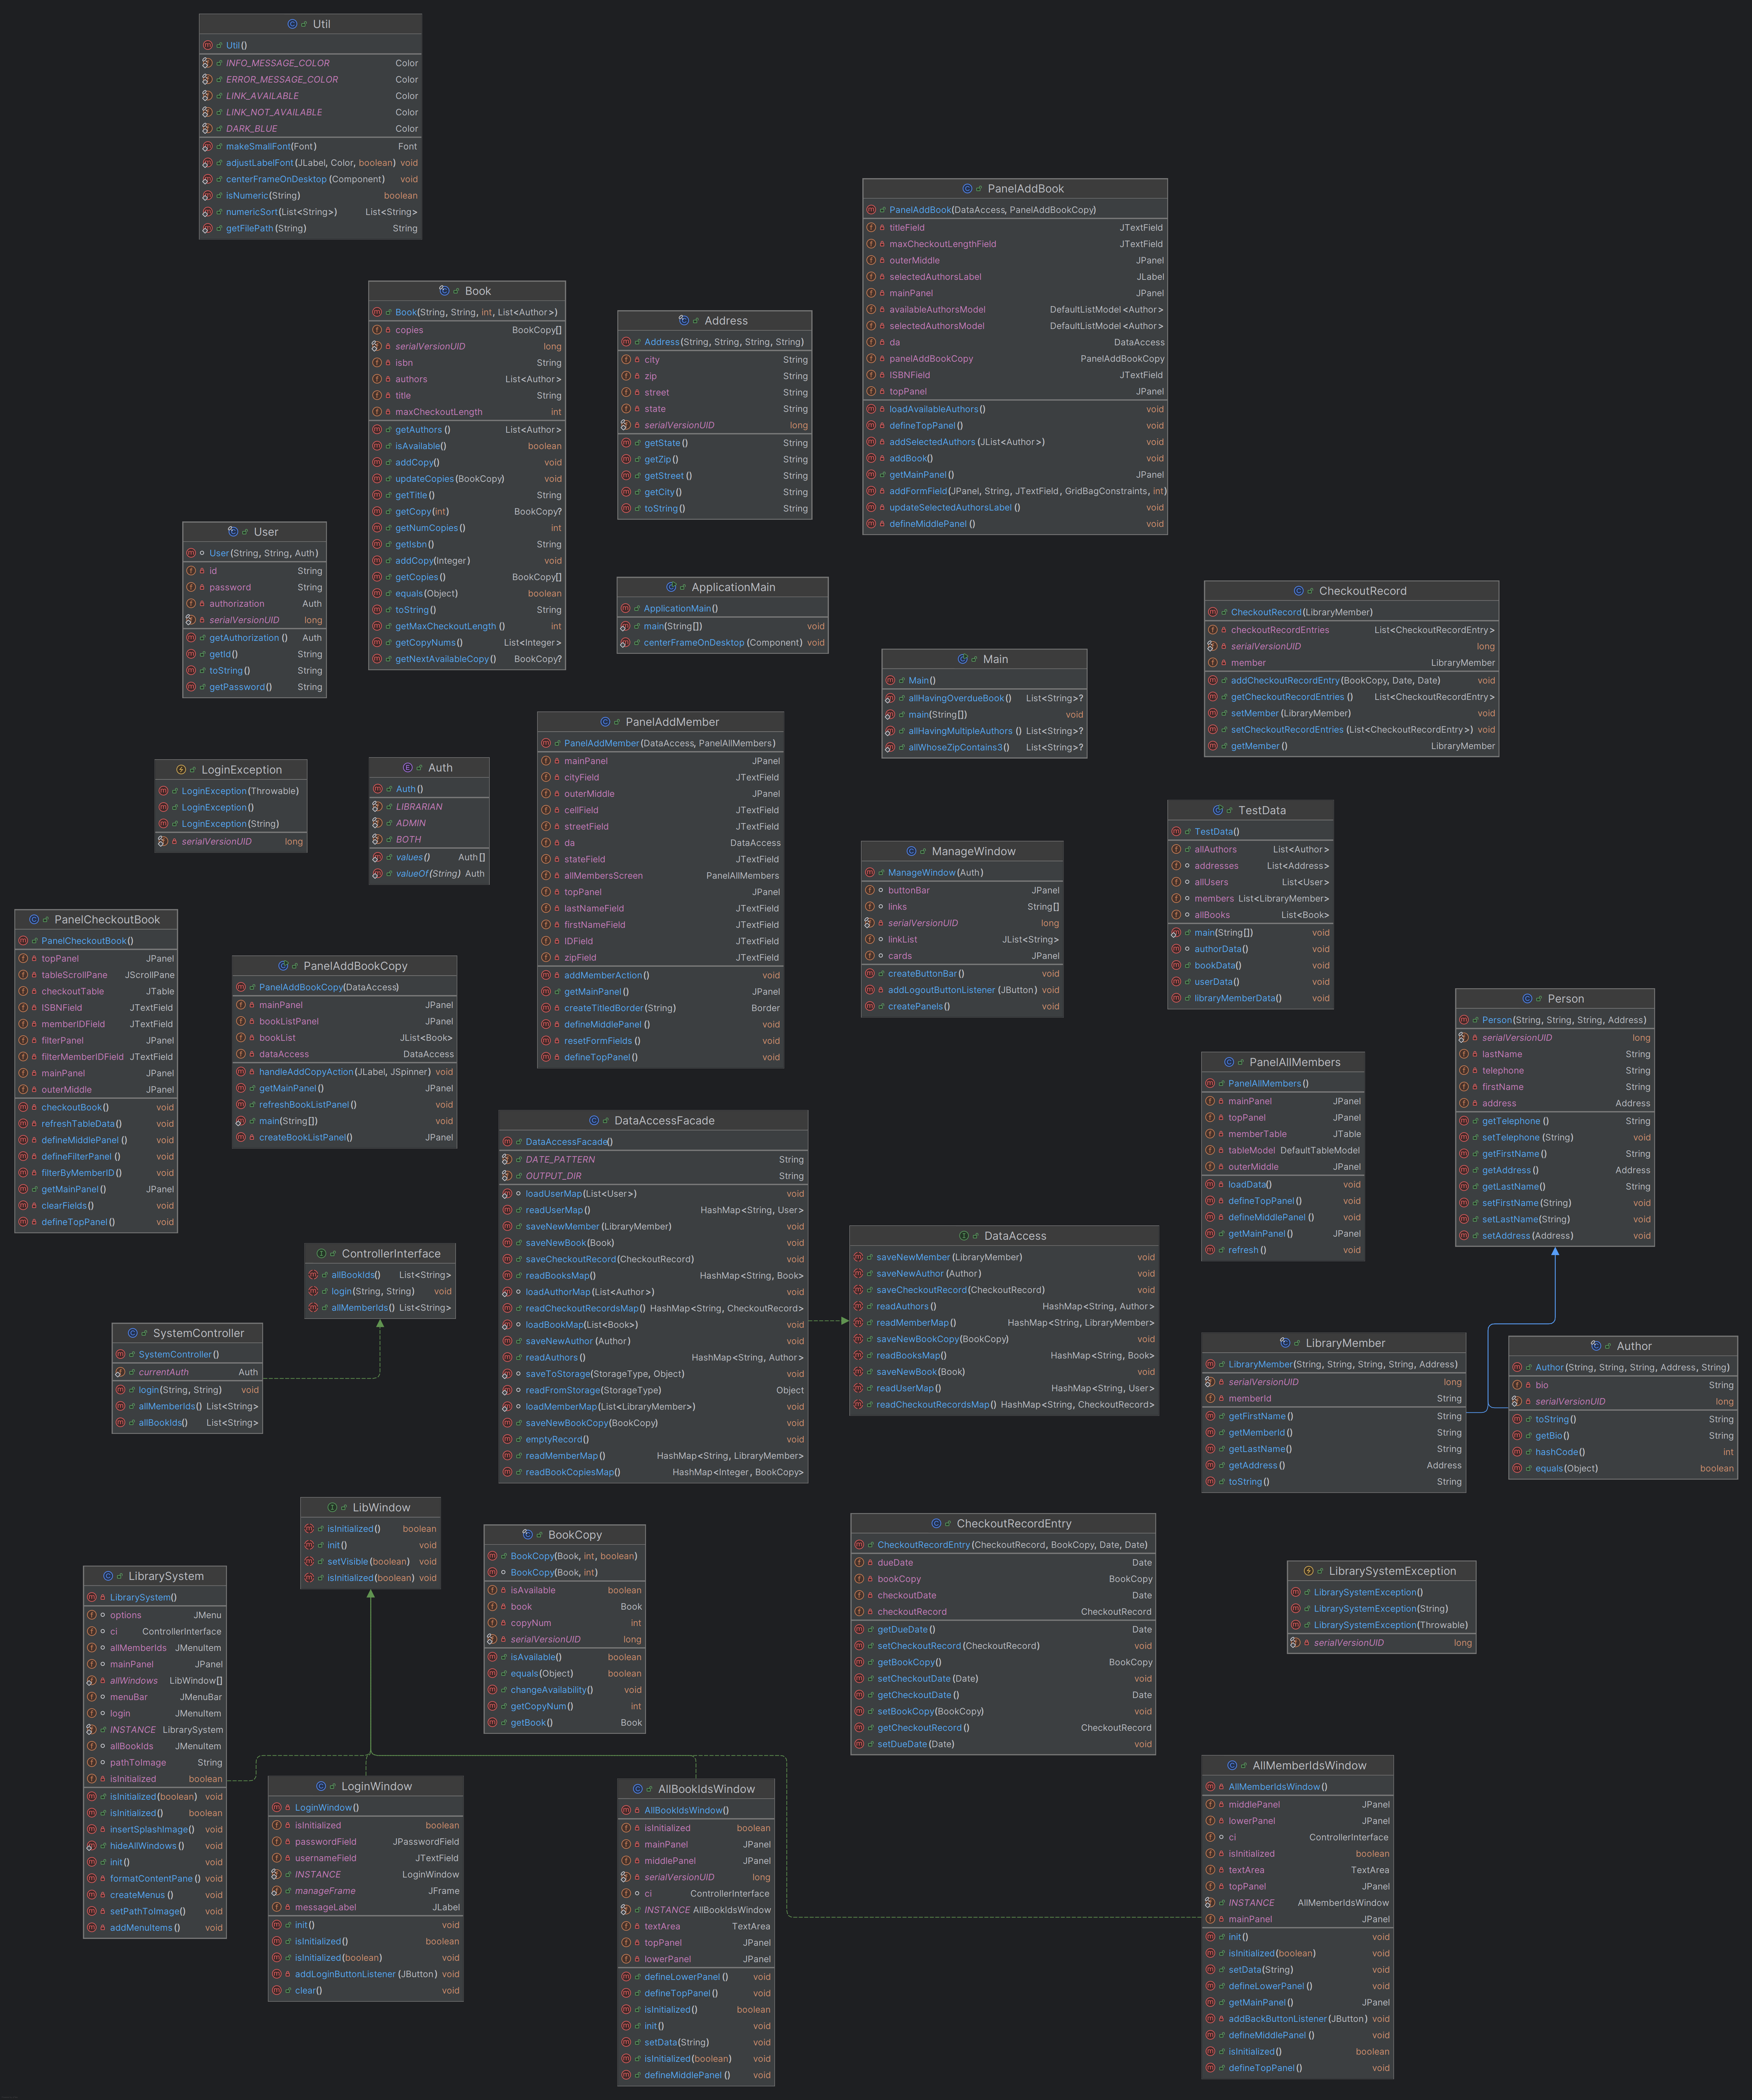 Util
Util()
INFO_MESSAGE_COLOR Color
ERROR_MESSAGE_COLOR Color
LINK_AVAILABLE Color
LINK_NOT_AVAILABLE Color
DARK_BLUE Color
makeSmallFont(Font) Font
adjustLabelFont(JLabel, Color, boolean) void
centerFrameOnDesktop(Component) void
isNumeric(String) boolean
numericSort(List<String>) List<String>
getFilePath(String) String
PanelAddBook
PanelAddBook(DataAccess, PanelAddBookCopy)
titleField JTextField
maxCheckoutLengthField JTextField
outerMiddle JPanel
selectedAuthorsLabel JLabel
mainPanel JPanel
availableAuthorsModel DefaultListModel<Author>
selectedAuthorsModel DefaultListModel<Author>
da DataAccess
panelAddBookCopy PanelAddBookCopy
ISBNField JTextField
topPanel JPanel
loadAvailableAuthors() void
defineTopPanel() void
addSelectedAuthors(JList<Author>) void
addBook() void
getMainPanel() JPanel
addFormField(JPanel, String, JTextField, GridBagConstraints, int)
updateSelectedAuthorsLabel() void
defineMiddlePanel() void
Book
Book(String, String, int, List<Author>)
copies BookCopy[]
serialVersionUID long
isbn String
authors List<Author>
title String
maxCheckoutLength int
getAuthors() List<Author>
isAvailable() boolean
addCopy() void
updateCopies(BookCopy) void
getTitle() String
getCopy(int) BookCopy?
getNumCopies() int
getIsbn() String
addCopy(Integer) void
getCopies() BookCopy[]
equals(Object) boolean
toString() String
getMaxCheckoutLength() int
getCopyNums() List<Integer>
getNextAvailableCopy() BookCopy?
Address
Address(String, String, String, String)
city String
zip String
street String
state String
serialVersionUID long
getState() String
getZip() String
getStreet() String
getCity() String
toString() String
User
User(String, String, Auth)
id String
password String
authorization Auth
serialVersionUID long
getAuthorization() Auth
getId() String
toString() String
getPassword() String
ApplicationMain
ApplicationMain()
main(String[]) void
centerFrameOnDesktop(Component) void
CheckoutRecord
CheckoutRecord(LibraryMember)
checkoutRecordEntries List<CheckoutRecordEntry>
serialVersionUID long
member LibraryMember
addCheckoutRecordEntry(BookCopy, Date, Date) void
getCheckoutRecordEntries() List<CheckoutRecordEntry>
setMember(LibraryMember) void
setCheckoutRecordEntries(List<CheckoutRecordEntry>) void
getMember() LibraryMember
Main
Main()
allHavingOverdueBook() List<String>?
main(String[]) void
allHavingMultipleAuthors() List<String>?
allWhoseZipContains3() List<String>?
PanelAddMember
PanelAddMember(DataAccess, PanelAllMembers)
mainPanel JPanel
cityField JTextField
outerMiddle JPanel
cellField JTextField
streetField JTextField
da DataAccess
stateField JTextField
allMembersScreen PanelAllMembers
topPanel JPanel
lastNameField JTextField
firstNameField JTextField
IDField JTextField
zipField JTextField
addMemberAction() void
getMainPanel() JPanel
createTitledBorder(String) Border
defineMiddlePanel() void
resetFormFields() void
defineTopPanel() void
LoginException
LoginException(Throwable)
LoginException()
LoginException(String)
serialVersionUID long
Auth
Auth()
LIBRARIAN
ADMIN
BOTH
values() Auth[]
valueOf(String) Auth
TestData
TestData()
allAuthors List<Author>
addresses List<Address>
allUsers List<User>
members List<LibraryMember>
allBooks List<Book>
main(String[]) void
authorData() void
bookData() void
userData() void
libraryMemberData() void
ManageWindow
ManageWindow(Auth)
buttonBar JPanel
links String[]
serialVersionUID long
linkList JList<String>
cards JPanel
createButtonBar() void
addLogoutButtonListener(JButton) void
createPanels() void
PanelCheckoutBook
PanelCheckoutBook()
topPanel JPanel
tableScrollPane JScrollPane
checkoutTable JTable
ISBNField JTextField
memberIDField JTextField
filterPanel JPanel
filterMemberIDField JTextField
mainPanel JPanel
outerMiddle JPanel
checkoutBook() void
refreshTableData() void
defineMiddlePanel() void
defineFilterPanel() void
filterByMemberID() void
getMainPanel() JPanel
clearFields() void
defineTopPanel() void
PanelAddBookCopy
PanelAddBookCopy(DataAccess)
mainPanel JPanel
bookListPanel JPanel
bookList JList<Book>
dataAccess DataAccess
handleAddCopyAction(JLabel, JSpinner) void
getMainPanel() JPanel
refreshBookListPanel() void
main(String[]) void
createBookListPanel() JPanel
Person
Person(String, String, String, Address)
serialVersionUID long
lastName String
telephone String
firstName String
address Address
getTelephone() String
setTelephone(String) void
getFirstName() String
getAddress() Address
getLastName() String
setFirstName(String) void
setLastName(String) void
setAddress(Address) void
PanelAllMembers
PanelAllMembers()
mainPanel JPanel
topPanel JPanel
memberTable JTable
tableModel DefaultTableModel
outerMiddle JPanel
loadData() void
defineTopPanel() void
defineMiddlePanel() void
getMainPanel() JPanel
refresh() void
DataAccessFacade
DataAccessFacade()
DATE_PATTERN String
OUTPUT_DIR String
loadUserMap(List<User>) void
readUserMap() HashMap<String, User>
saveNewMember(LibraryMember) void
saveNewBook(Book) void
saveCheckoutRecord(CheckoutRecord) void
readBooksMap() HashMap<String, Book>
loadAuthorMap(List<Author>) void
readCheckoutRecordsMap() HashMap<String, CheckoutRecord>
loadBookMap(List<Book>) void
saveNewAuthor(Author) void
readAuthors() HashMap<String, Author>
saveToStorage(StorageType, Object) void
readFromStorage(StorageType) Object
loadMemberMap(List<LibraryMember>) void
saveNewBookCopy(BookCopy) void
emptyRecord() void
readMemberMap() HashMap<String, LibraryMember>
readBookCopiesMap() HashMap<Integer, BookCopy>
DataAccess
saveNewMember(LibraryMember) void
saveNewAuthor(Author) void
saveCheckoutRecord(CheckoutRecord) void
readAuthors() HashMap<String, Author>
readMemberMap() HashMap<String, LibraryMember>
saveNewBookCopy(BookCopy) void
readBooksMap() HashMap<String, Book>
saveNewBook(Book) void
readUserMap() HashMap<String, User>
readCheckoutRecordsMap() HashMap<String, CheckoutRecord>
ControllerInterface
allBookIds() List<String>
login(String, String) void
allMemberIds() List<String>
SystemController
SystemController()
currentAuth Auth
login(String, String) void
allMemberIds() List<String>
allBookIds() List<String>
LibraryMember
LibraryMember(String, String, String, String, Address)
serialVersionUID long
memberId String
getFirstName() String
getMemberId() String
getLastName() String
getAddress() Address
toString() String
Author
Author(String, String, String, Address, String)
bio String
serialVersionUID long
toString() String
getBio() String
hashCode() int
equals(Object) boolean
LibWindow
isInitialized() boolean
init() void
setVisible(boolean) void
isInitialized(boolean) void
BookCopy
BookCopy(Book, int, boolean)
BookCopy(Book, int)
isAvailable boolean
book Book
copyNum int
serialVersionUID long
isAvailable() boolean
equals(Object) boolean
changeAvailability() void
getCopyNum() int
getBook() Book
CheckoutRecordEntry
CheckoutRecordEntry(CheckoutRecord, BookCopy, Date, Date)
dueDate Date
bookCopy BookCopy
checkoutDate Date
checkoutRecord CheckoutRecord
getDueDate() Date
setCheckoutRecord(CheckoutRecord) void
getBookCopy() BookCopy
setCheckoutDate(Date) void
getCheckoutDate() Date
setBookCopy(BookCopy) void
getCheckoutRecord() CheckoutRecord
setDueDate(Date) void
LibrarySystemException
LibrarySystemException()
LibrarySystemException(String)
LibrarySystemException(Throwable)
serialVersionUID long
LibrarySystem
LibrarySystem()
options JMenu
ci ControllerInterface
allMemberIds JMenuItem
mainPanel JPanel
allWindows LibWindow[]
menuBar JMenuBar
login JMenuItem
INSTANCE LibrarySystem
allBookIds JMenuItem
pathToImage String
isInitialized boolean
isInitialized(boolean) void
isInitialized() boolean
insertSplashImage() void
hideAllWindows() void
init() void
formatContentPane() void
createMenus() void
setPathToImage() void
addMenuItems() void
LoginWindow
LoginWindow()
isInitialized boolean
passwordField JPasswordField
usernameField JTextField
INSTANCE LoginWindow
manageFrame JFrame
messageLabel JLabel
init() void
isInitialized() boolean
isInitialized(boolean) void
addLoginButtonListener(JButton) void
clear() void
AllBookIdsWindow
AllBookIdsWindow()
isInitialized boolean
mainPanel JPanel
middlePanel JPanel
serialVersionUID long
ci ControllerInterface
INSTANCE AllBookIdsWindow
textArea TextArea
topPanel JPanel
lowerPanel JPanel
defineLowerPanel() void
defineTopPanel() void
isInitialized() boolean
init() void
setData(String) void
isInitialized(boolean) void
defineMiddlePanel() void
AllMemberIdsWindow
AllMemberIdsWindow()
middlePanel JPanel
lowerPanel JPanel
ci ControllerInterface
isInitialized boolean
textArea TextArea
topPanel JPanel
INSTANCE AllMemberIdsWindow
mainPanel JPanel
init() void
isInitialized(boolean) void
setData(String) void
defineLowerPanel() void
getMainPanel() JPanel
addBackButtonListener(JButton) void
defineMiddlePanel() void
isInitialized() boolean
defineTopPanel() void